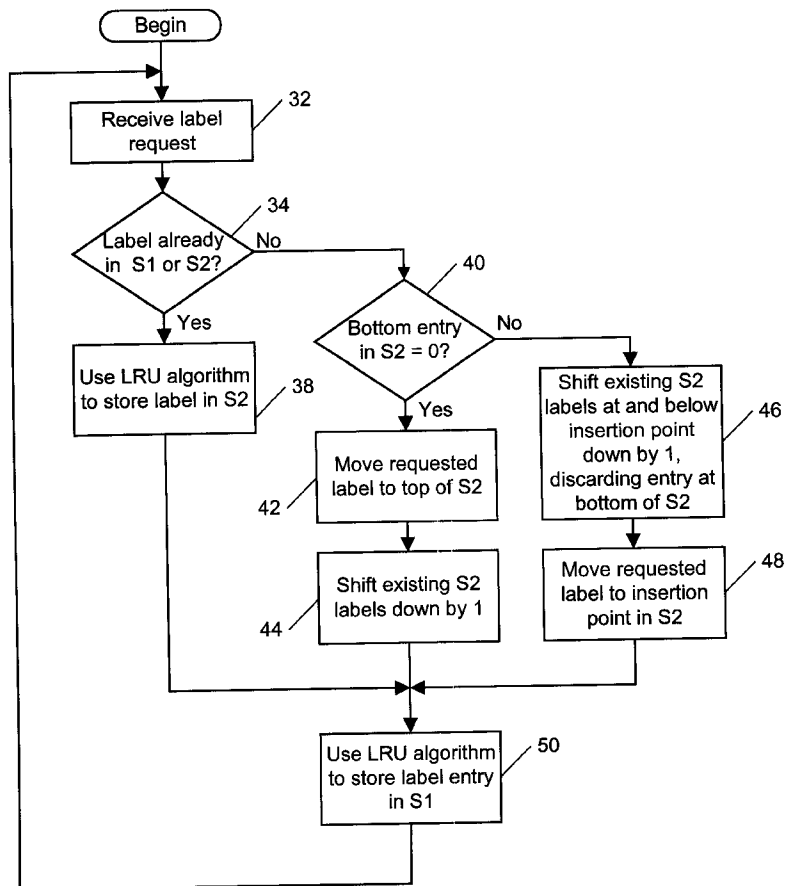 Begin
32
Receive label
request
34
Label already
in S1 or S2?
No
Yes
40
Bottom entry
in S2 = 0?
No
Yes
Use LRU algorithm
to store label in S2
38
Shift existing S2
labels at and below
insertion point
down by 1,
discarding entry at
bottom of S2
46
Move requested
label to top of S2
42
Shift existing S2
labels down by 1
44
Move requested
label to insertion
point in S2
48
Use LRU algorithm
to store label entry
in S1
50